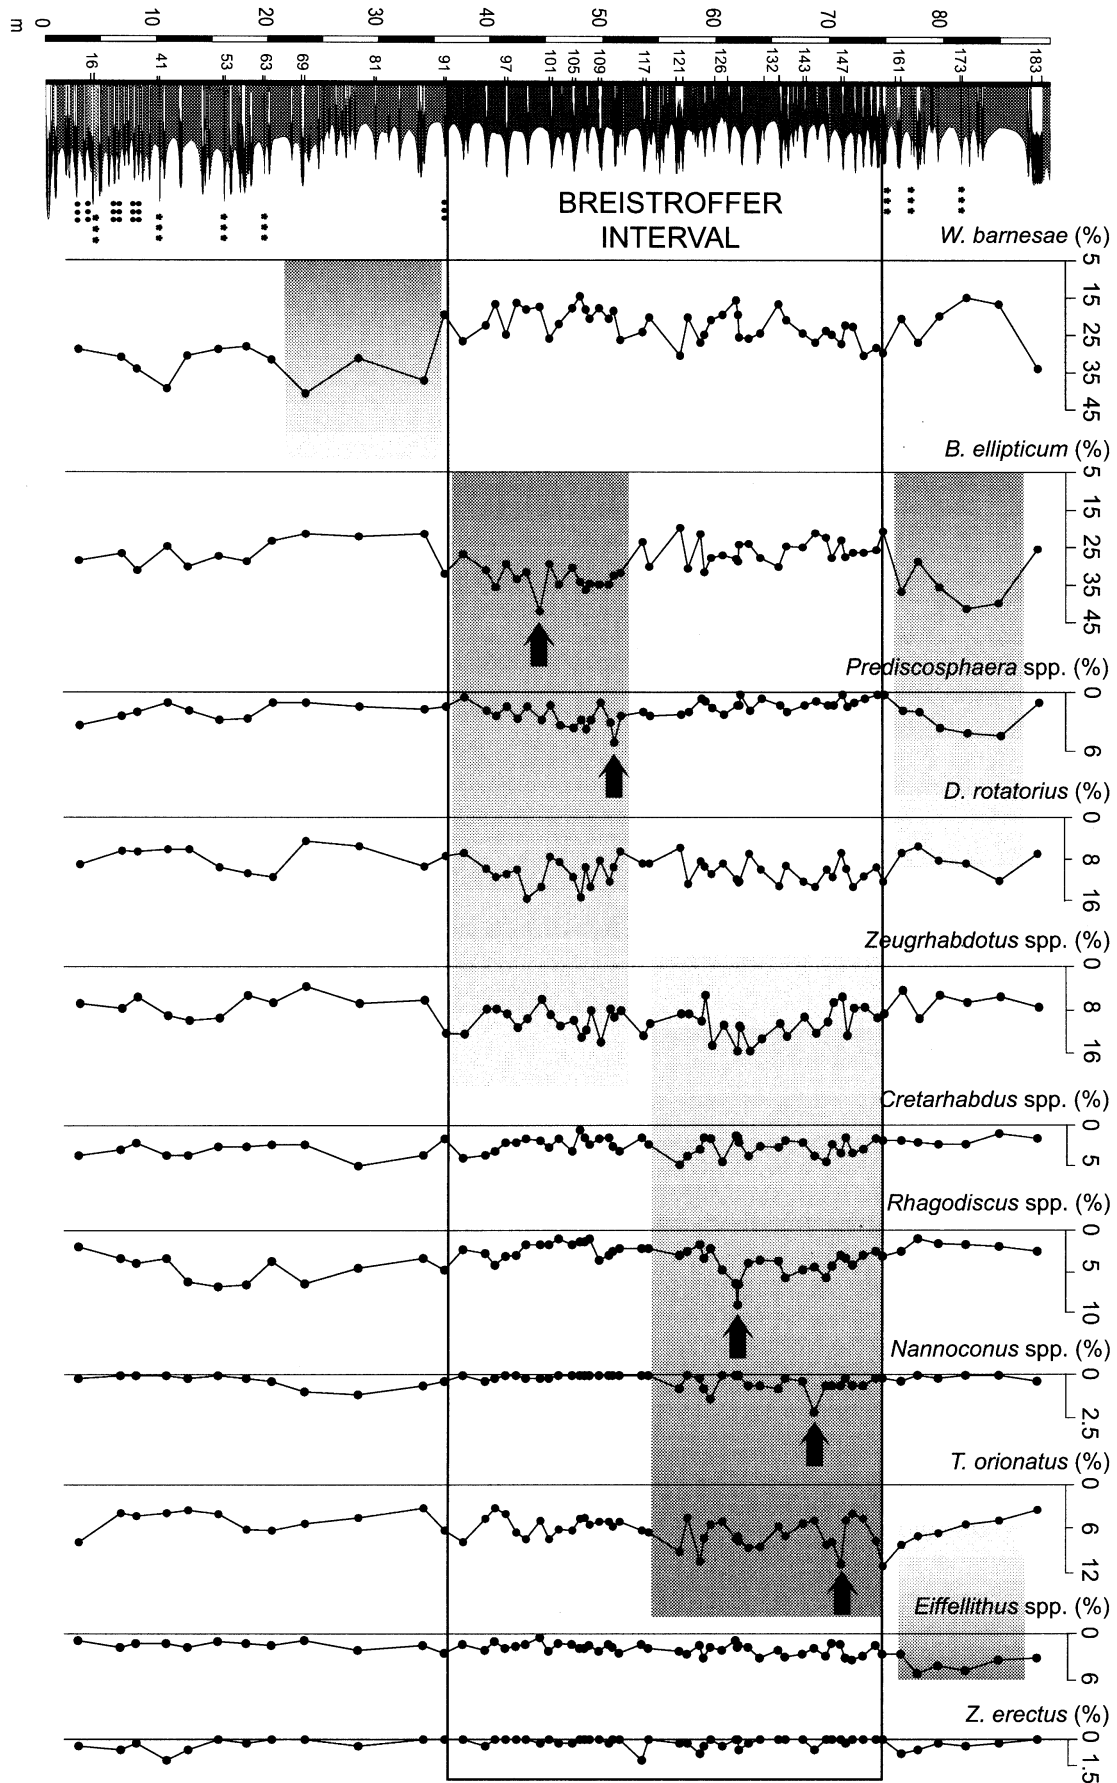 m 0 10 20 30 40 50 60 70 80
16 41 53 63 69 81 91 97 101 105 109 117 121 126 132 143 147 161 173 183
BREISTROFFER
INTERVAL
W. barnesae (%)
5 15 25 35 45
B. ellipticum (%)
5 15 25 35 45
Prediscosphaera spp. (%)
0 6
D. rotatorius (%)
0 8 16
Zeugrhabdotus spp. (%)
0 8 16
Cretarhabdus spp. (%)
0 5
Rhagodiscus spp. (%)
0 5 10
Nannoconus spp. (%)
0 2.5
T. orionatus (%)
0 6 12
Eiffellithus spp. (%)
0 6
Z. erectus (%)
0 1.5